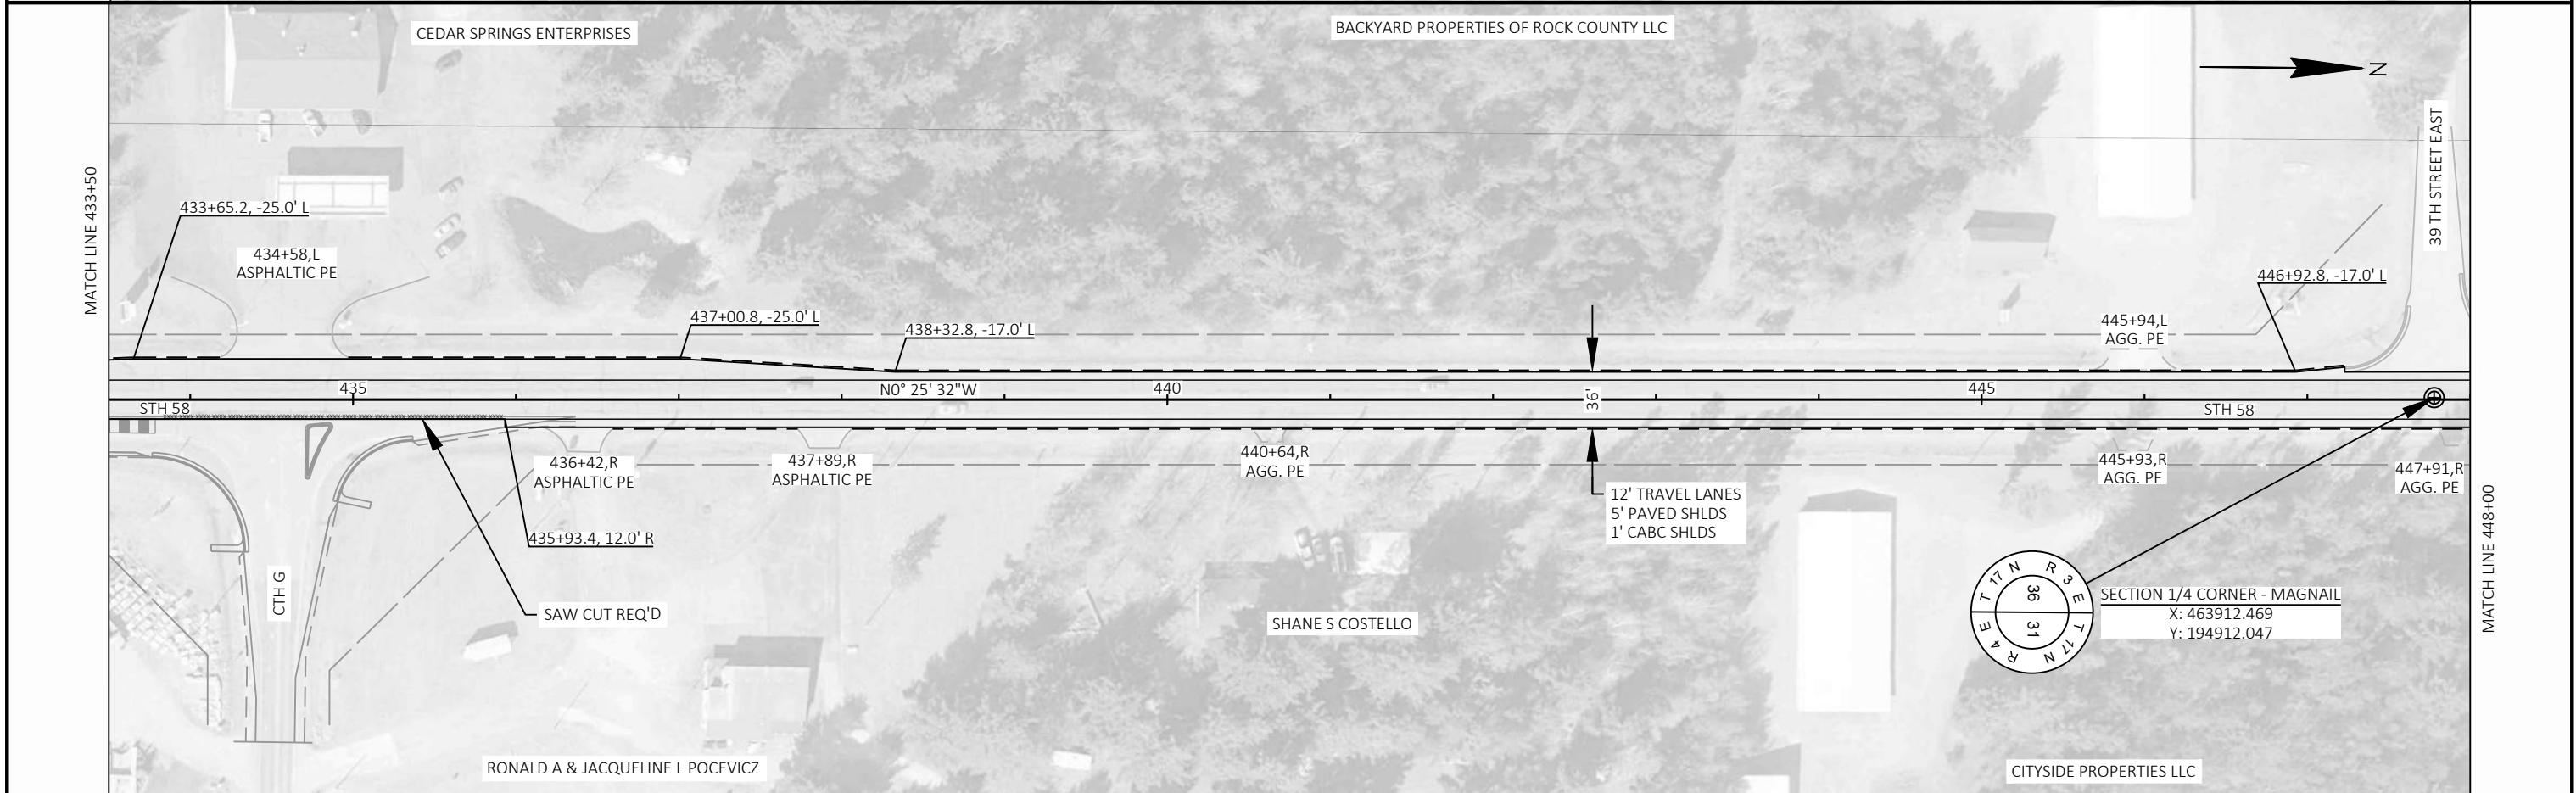 CEDAR SPRINGS ENTERPRISES
BACKYARD PROPERTIES OF ROCK COUNTY LLC
N
MATCH LINE 433+50
39 TH STREET EAST
433+65.2, -25.0' L
434+58,L
ASPHALTIC PE
437+00.8, -25.0' L
438+32.8, -17.0' L
446+92.8, -17.0' L
445+94,L
AGG. PE
435
N0° 25' 32"W
440
36'
445
STH 58
STH 58
436+42,R
ASPHALTIC PE
437+89,R
ASPHALTIC PE
440+64,R
AGG. PE
445+93,R
AGG. PE
447+91,R
AGG. PE
12' TRAVEL LANES
5' PAVED SHLDS
1' CABC SHLDS
435+93.4, 12.0' R
CTH G
SAW CUT REQ'D
SHANE S COSTELLO
T 17 N R 3 E
36
31
T 17 N R 4 E
SECTION 1/4 CORNER - MAGNAIL
X: 463912.469
Y: 194912.047
MATCH LINE 448+00
RONALD A & JACQUELINE L POCEVICZ
CITYSIDE PROPERTIES LLC